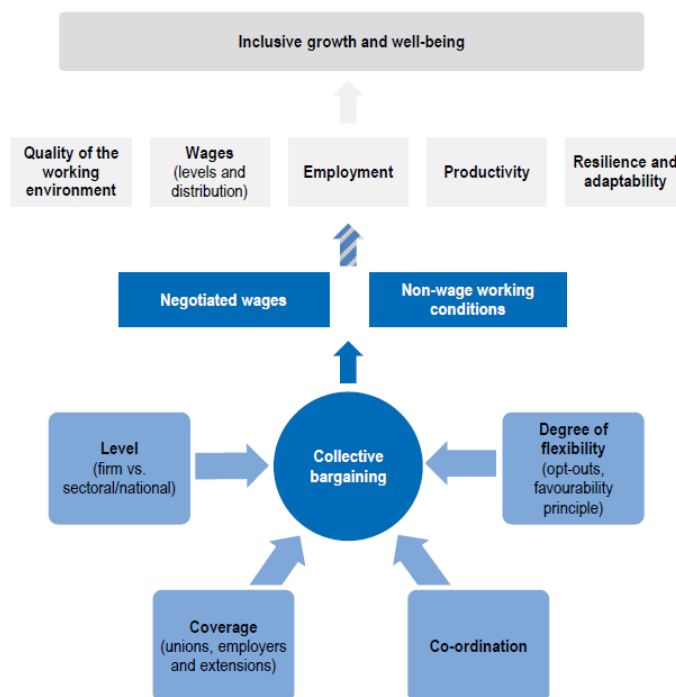 Inclusive growth and well-being
Quality of the
working
environment
Wages
(levels and
distribution)
Employment
Productivity
Resilience and
adaptability
Negotiated wages
Non-wage working
conditions
Level
(firm vs.
sectoral/national)
Collective
bargaining
Degree of
flexibility
(opt-outs,
favourability
principle)
Coverage
(unions, employers
and extensions)
Co-ordination